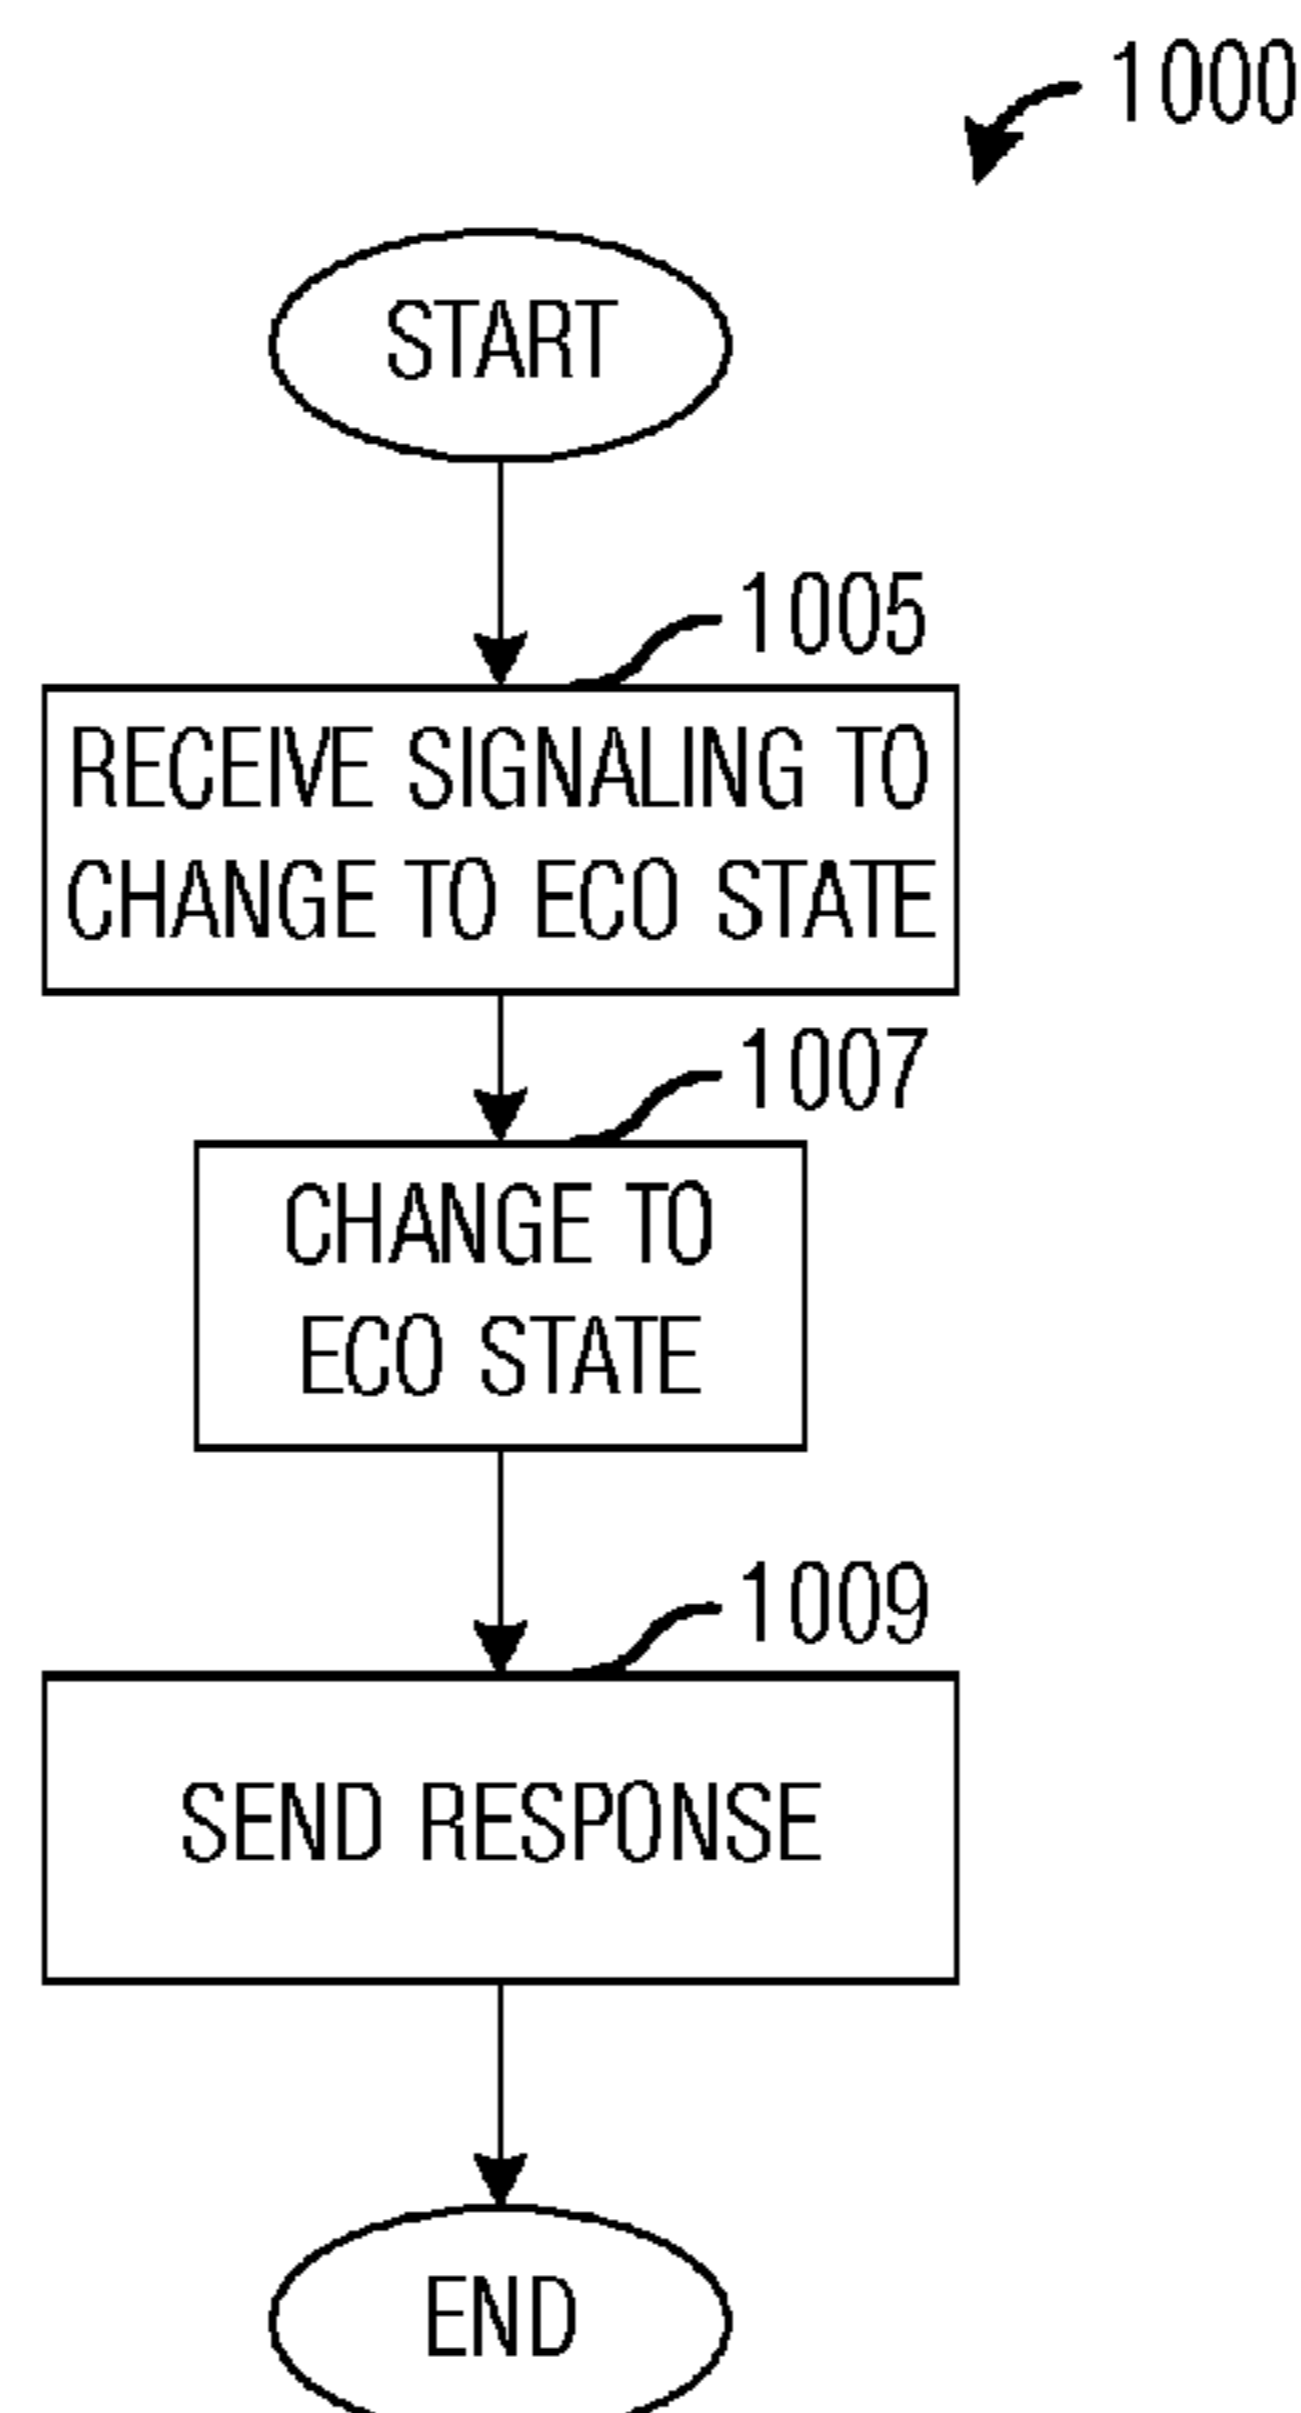 1000
START
1005
RECEIVE SIGNALING TO
CHANGE TO ECO STATE
1007
CHANGE TO
ECO STATE
1009
SEND RESPONSE
END